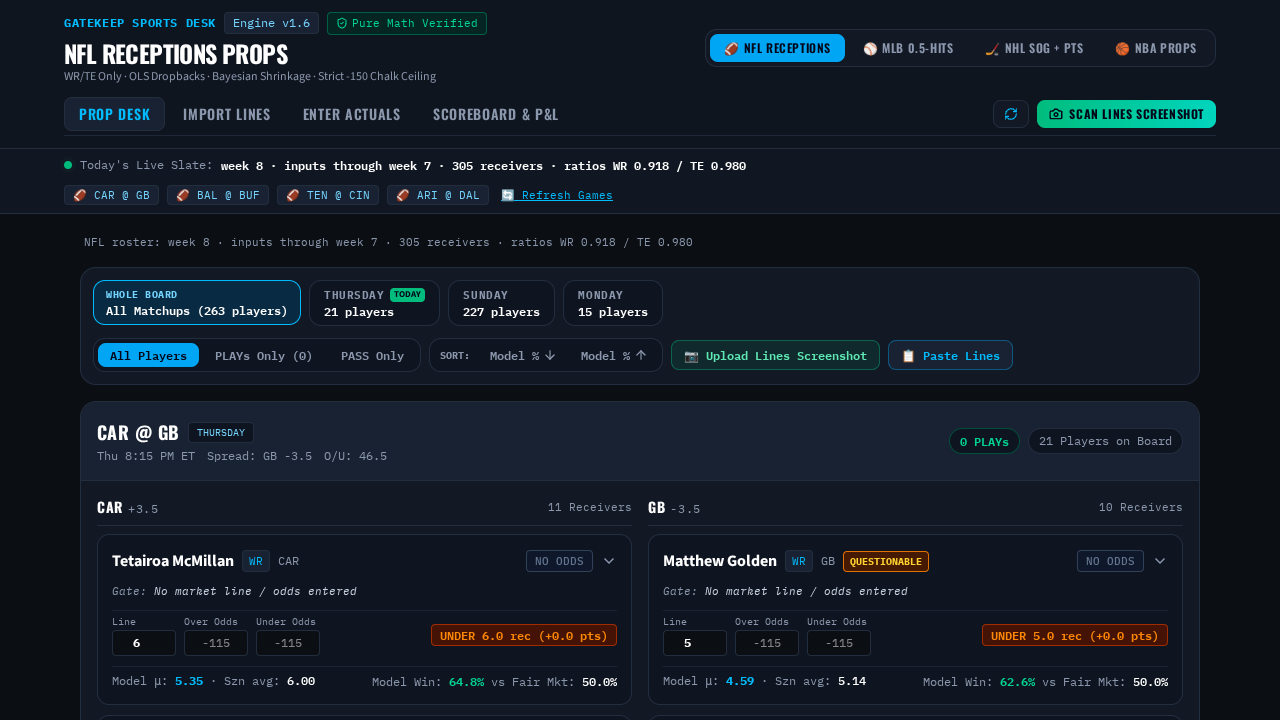 GATEKEEP SPORTS DESK Engine v1.6 Pure Math Verified
NFL RECEPTIONS PROPS
WR/TE Only · OLS Dropbacks · Bayesian Shrinkage · Strict -150 Chalk Ceiling
🏈 NFL RECEPTIONS ⚾ MLB 0.5-HITS 🏒 NHL SOG + PTS 🏀 NBA PROPS
PROP DESK IMPORT LINES ENTER ACTUALS SCOREBOARD & P&L
SCAN LINES SCREENSHOT
Today's Live Slate: week 8 · inputs through week 7 · 305 receivers · ratios WR 0.918 / TE 0.980
🏈 CAR @ GB 🏈 BAL @ BUF 🏈 TEN @ CIN 🏈 ARI @ DAL 🔄 Refresh Games
NFL roster: week 8 · inputs through week 7 · 305 receivers · ratios WR 0.918 / TE 0.980
WHOLE BOARD
All Matchups (263 players)
THURSDAY TODAY
21 players
SUNDAY
227 players
MONDAY
15 players
All Players PLAYs Only (0) PASS Only
SORT: Model % ↓ Model % ↑
📷 Upload Lines Screenshot
📋 Paste Lines
CAR @ GB THURSDAY
Thu 8:15 PM ET Spread: GB -3.5 O/U: 46.5
0 PLAYs 21 Players on Board
CAR +3.5 11 Receivers
Tetairoa McMillan WR CAR NO ODDS
Gate: No market line / odds entered
Line Over Odds Under Odds
6 -115 -115 UNDER 6.0 rec (+0.0 pts)
Model μ: 5.35 · Szn avg: 6.00 Model Win: 64.8% vs Fair Mkt: 50.0%
GB -3.5 10 Receivers
Matthew Golden WR GB QUESTIONABLE NO ODDS
Gate: No market line / odds entered
Line Over Odds Under Odds
5 -115 -115 UNDER 5.0 rec (+0.0 pts)
Model μ: 4.59 · Szn avg: 5.14 Model Win: 62.6% vs Fair Mkt: 50.0%